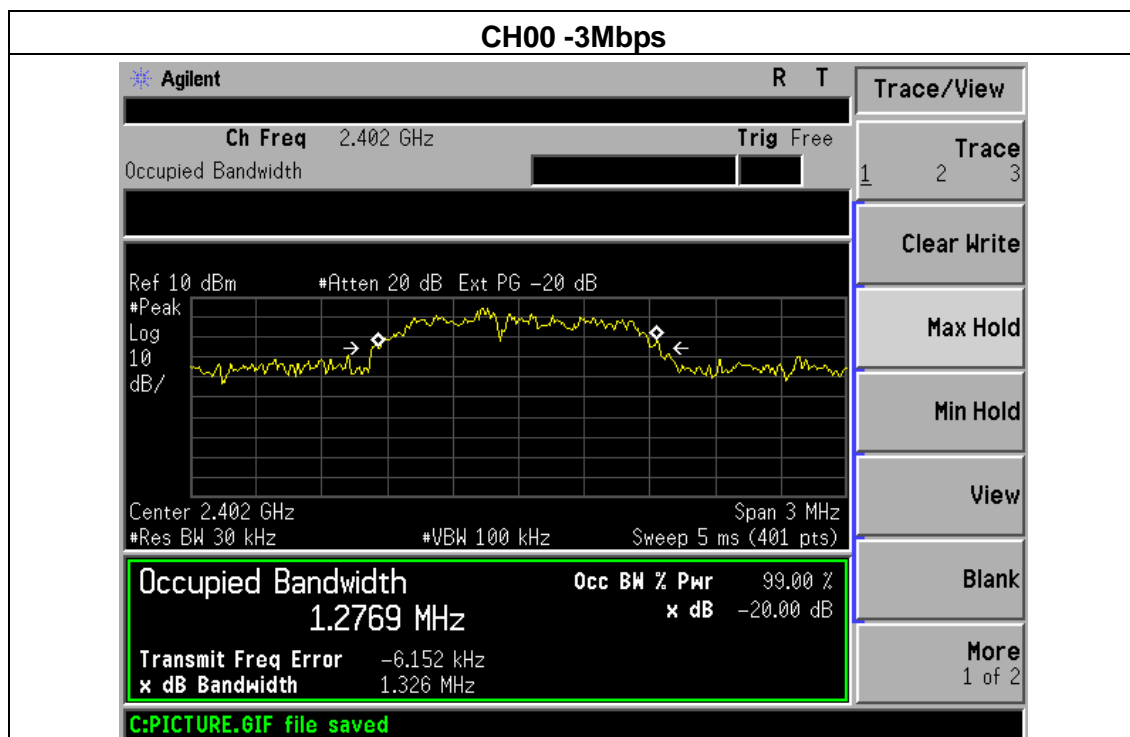 CH00 -3Mbps
Agilent R T
Ch Freq 2.402 GHz Trig Free
Occupied Bandwidth
Ref 10 dBm #Atten 20 dB Ext PG -20 dB
#Peak
Log
10
dB/
Center 2.402 GHz Span 3 MHz
#Res BW 30 kHz #VBW 100 kHz Sweep 5 ms (401 pts)
Occupied Bandwidth Occ BW % Pwr 99.00 %
1.2769 MHz x dB -20.00 dB
Transmit Freq Error -6.152 kHz
x dB Bandwidth 1.326 MHz
C:PICTURE.GIF file saved
Trace/View
Trace
1 2 3
Clear Write
Max Hold
Min Hold
View
Blank
More
1 of 2